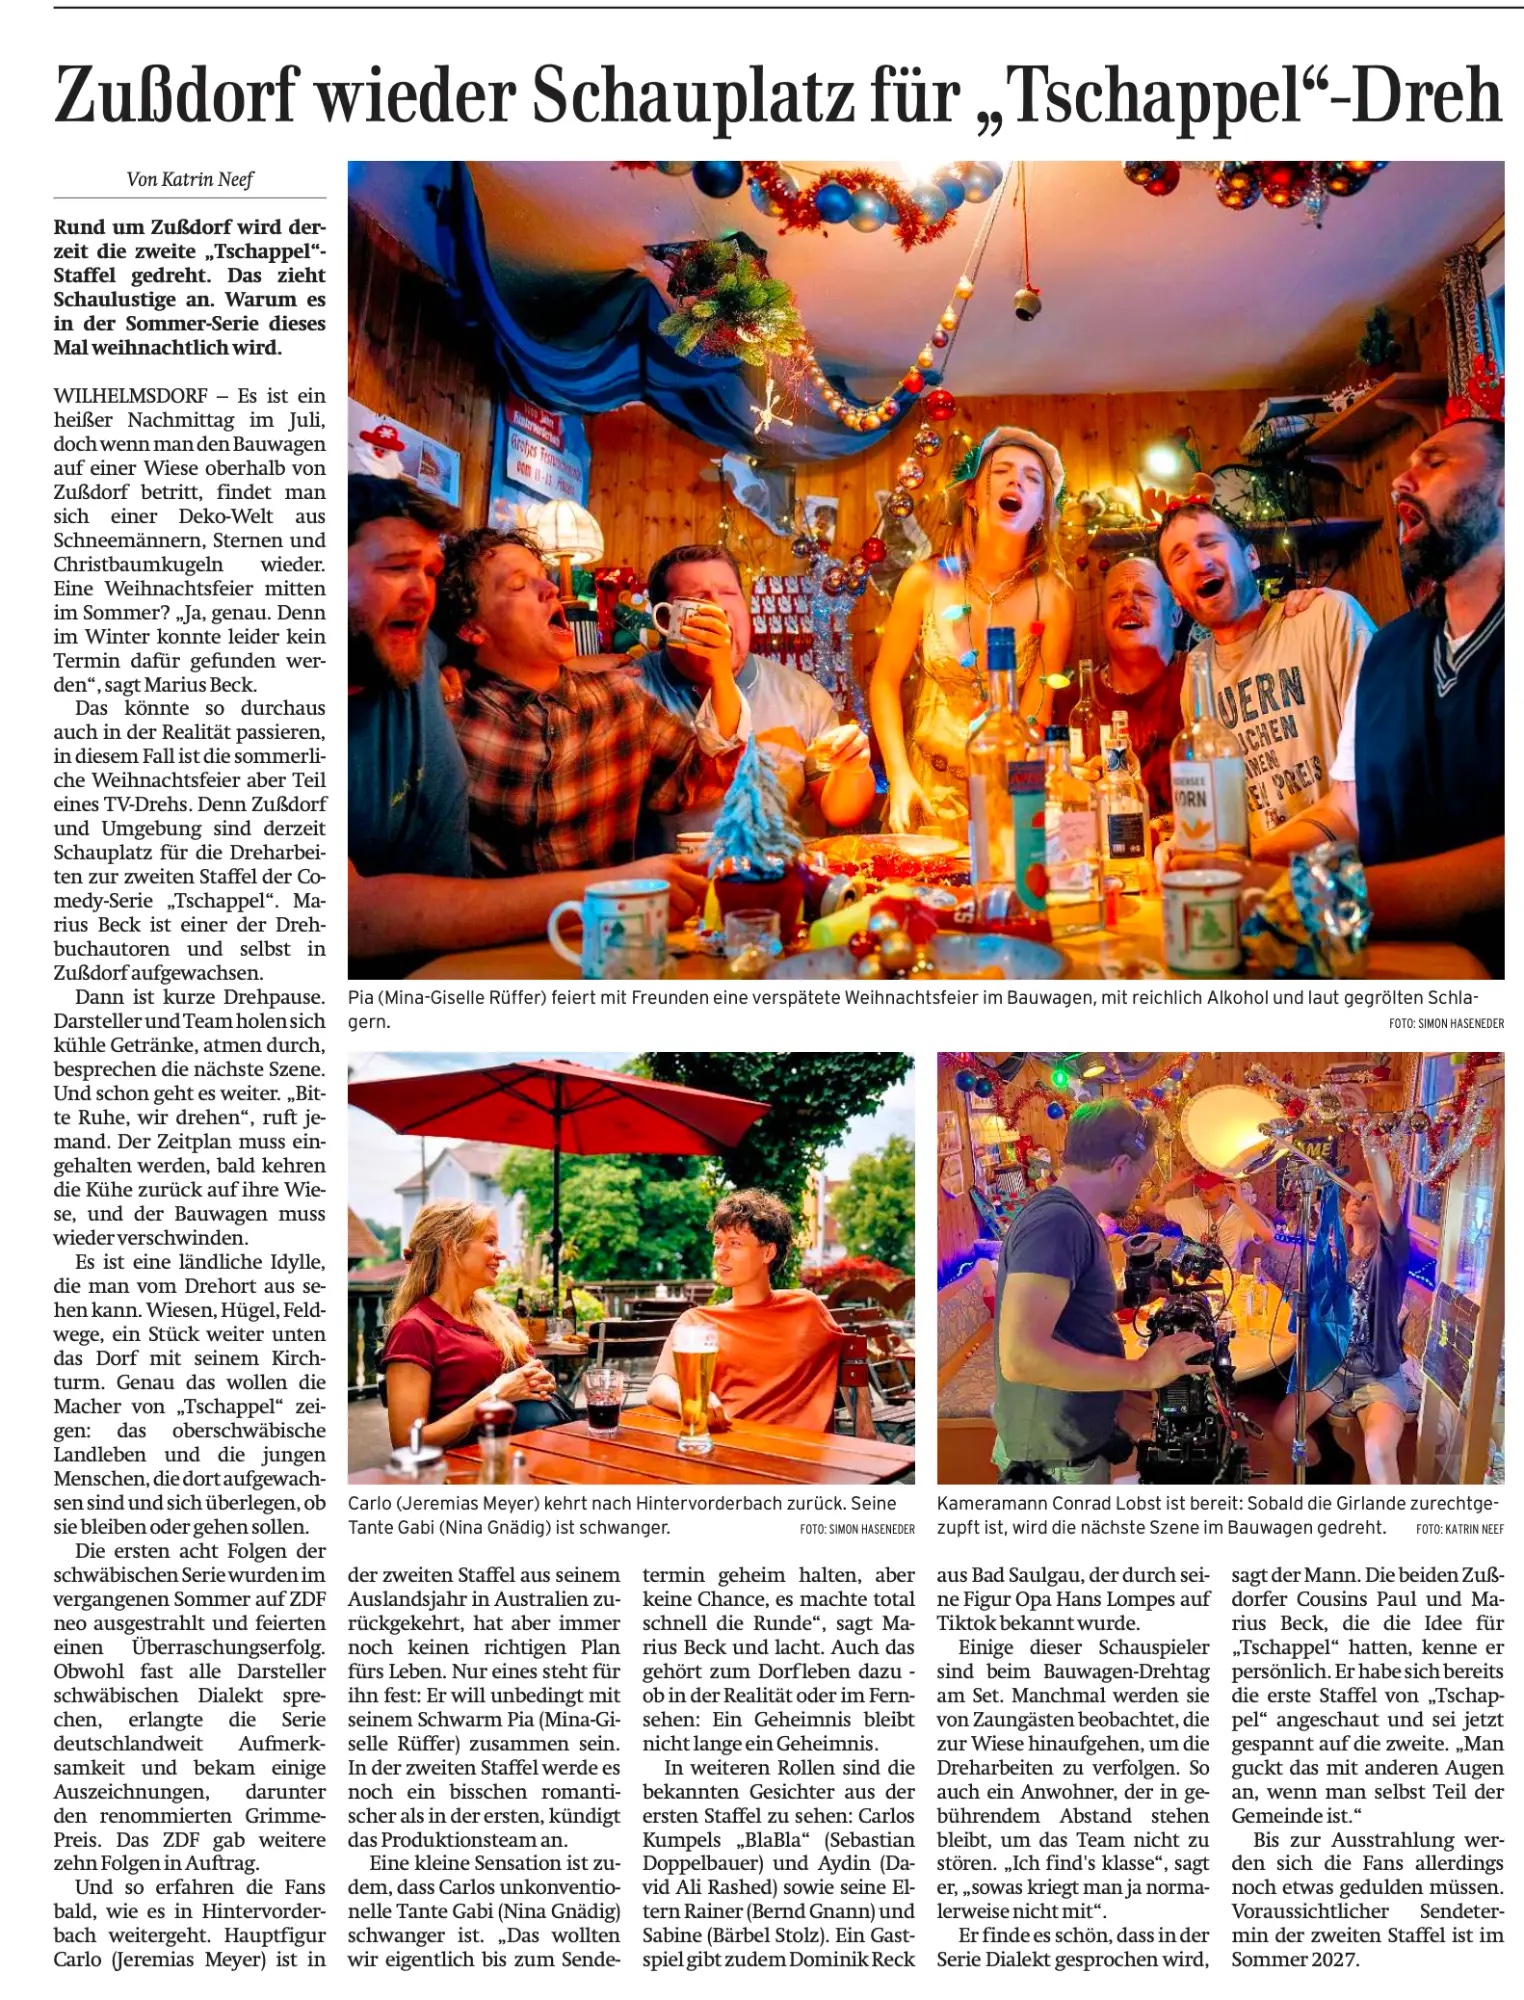 Zußdorf wieder Schauplatz für „Tschappel“-Dreh
Von Katrin Neef
Rund um Zußdorf wird der-
zeit die zweite „Tschappel“-
Staffel gedreht. Das zieht
Schaulustige an. Warum es
in der Sommer-Serie dieses
Mal weihnachtlich wird.
WILHELMSDORF – Es ist ein
heißer Nachmittag im Juli,
doch wenn man den Bauwagen
auf einer Wiese oberhalb von
Zußdorf betritt, findet man
sich einer Deko-Welt aus
Schneemännern, Sternen und
Christbaumkugeln wieder.
Eine Weihnachtsfeier mitten
im Sommer? „Ja, genau. Denn
im Winter konnte leider kein
Termin dafür gefunden wer-
den“, sagt Marius Beck.
Das könnte so durchaus
auch in der Realität passieren,
in diesem Fall ist die sommerli-
che Weihnachtsfeier aber Teil
eines TV-Drehs. Denn Zußdorf
und Umgebung sind derzeit
Schauplatz für die Dreharbei-
ten zur zweiten Staffel der Co-
medy-Serie „Tschappel“. Ma-
rius Beck ist einer der Dreh-
buchautoren und selbst in
Zußdorf aufgewachsen.
Dann ist kurze Drehpause.
Darsteller und Team holen sich
kühle Getränke, atmen durch,
besprechen die nächste Szene.
Und schon geht es weiter. „Bit-
te Ruhe, wir drehen“, ruft je-
mand. Der Zeitplan muss ein-
gehalten werden, bald kehren
die Kühe zurück auf ihre Wie-
se, und der Bauwagen muss
wieder verschwinden.
Es ist eine ländliche Idylle,
die man vom Drehort aus se-
hen kann. Wiesen, Hügel, Feld-
wege, ein Stück weiter unten
das Dorf mit seinem Kirch-
turm. Genau das wollen die
Macher von „Tschappel“ zei-
gen: das oberschwäbische
Landleben und die jungen
Menschen, die dort aufgewach-
sen sind und sich überlegen, ob
sie bleiben oder gehen sollen.
Die ersten acht Folgen der
schwäbischen Serie wurden im
vergangenen Sommer auf ZDF
neo ausgestrahlt und feierten
einen Überraschungserfolg.
Obwohl fast alle Darsteller
schwäbischen Dialekt spre-
chen, erlangte die Serie
deutschlandweit Aufmerk-
samkeit und bekam einige
Auszeichnungen, darunter
den renommierten Grimme-
Preis. Das ZDF gab weitere
zehn Folgen in Auftrag.
Und so erfahren die Fans
bald, wie es in Hintervorder-
bach weitergeht. Hauptfigur
Carlo (Jeremias Meyer) ist in
Großes
UERN
EN PREIS
KORN
Pia (Mina-Giselle Rüffer) feiert mit Freunden eine verspätete Weihnachtsfeier im Bauwagen, mit reichlich Alkohol und laut gegrölten Schla-
gern.
FOTO: SIMON HASENEDER
Carlo (Jeremias Meyer) kehrt nach Hintervorderbach zurück. Seine
Tante Gabi (Nina Gnädig) ist schwanger.
FOTO: SIMON HASENEDER
Kameramann Conrad Lobst ist bereit: Sobald die Girlande zurechtge-
zupft ist, wird die nächste Szene im Bauwagen gedreht.
FOTO: KATRIN NEEF
der zweiten Staffel aus seinem
Auslandsjahr in Australien zu-
rückgekehrt, hat aber immer
noch keinen richtigen Plan
fürs Leben. Nur eines steht für
ihn fest: Er will unbedingt mit
seinem Schwarm Pia (Mina-Gi-
selle Rüffer) zusammen sein.
In der zweiten Staffel werde es
noch ein bisschen romanti-
scher als in der ersten, kündigt
das Produktionsteam an.
Eine kleine Sensation ist zu-
dem, dass Carlos unkonventio-
nelle Tante Gabi (Nina Gnädig)
schwanger ist. „Das wollten
wir eigentlich bis zum Sende-
termin geheim halten, aber
keine Chance, es machte total
schnell die Runde“, sagt Ma-
rius Beck und lacht. Auch das
gehört zum Dorfleben dazu -
ob in der Realität oder im Fern-
sehen: Ein Geheimnis bleibt
nicht lange ein Geheimnis.
In weiteren Rollen sind die
bekannten Gesichter aus der
ersten Staffel zu sehen: Carlos
Kumpels „BlaBla“ (Sebastian
Doppelbauer) und Aydin (Da-
vid Ali Rashed) sowie seine El-
tern Rainer (Bernd Gnann) und
Sabine (Bärbel Stolz). Ein Gast-
spiel gibt zudem Dominik Reck
aus Bad Saulgau, der durch sei-
ne Figur Opa Hans Lompes auf
Tiktok bekannt wurde.
Einige dieser Schauspieler
sind beim Bauwagen-Drehtag
am Set. Manchmal werden sie
von Zaungästen beobachtet, die
zur Wiese hinaufgehen, um die
Dreharbeiten zu verfolgen. So
auch ein Anwohner, der in ge-
bührendem Abstand stehen
bleibt, um das Team nicht zu
stören. „Ich find's klasse“, sagt
er, „sowas kriegt man ja norma-
lerweise nicht mit“.
Er finde es schön, dass in der
Serie Dialekt gesprochen wird,
sagt der Mann. Die beiden Zuß-
dorfer Cousins Paul und Ma-
rius Beck, die die Idee für
„Tschappel“ hatten, kenne er
persönlich. Er habe sich bereits
die erste Staffel von „Tschap-
pel“ angeschaut und sei jetzt
gespannt auf die zweite. „Man
guckt das mit anderen Augen
an, wenn man selbst Teil der
Gemeinde ist.“
Bis zur Ausstrahlung wer-
den sich die Fans allerdings
noch etwas gedulden müssen.
Voraussichtlicher Sendeter-
min der zweiten Staffel ist im
Sommer 2027.